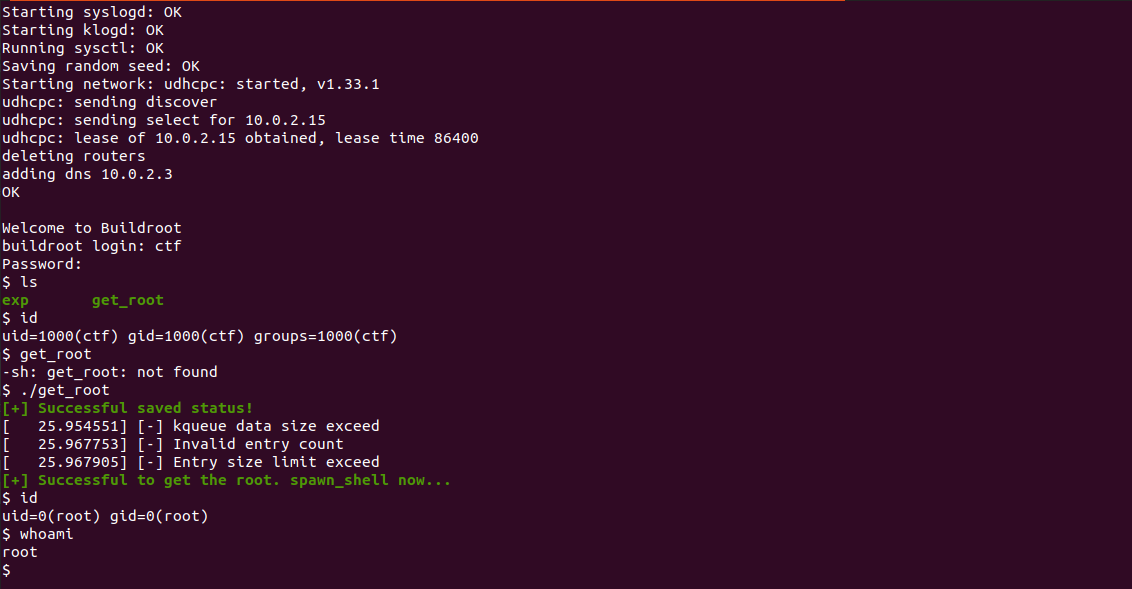 Starting syslogd: OK
Starting klogd: OK
Running sysctl: OK
Saving random seed: OK
Starting network: udhcpc: started, v1.33.1
udhcpc: sending discover
udhcpc: sending select for 10.0.2.15
udhcpc: lease of 10.0.2.15 obtained, lease time 86400
deleting routers
adding dns 10.0.2.3
OK
Welcome to Buildroot
buildroot login: ctf
Password:
$ ls
exp       get_root
$ id
uid=1000(ctf) gid=1000(ctf) groups=1000(ctf)
$ get_root
-sh: get_root: not found
$ ./get_root
[+] Successful saved status!
[   25.954551] [-] kqueue data size exceed
[   25.967753] [-] Invalid entry count
[   25.967905] [-] Entry size limit exceed
[+] Successful to get the root. spawn_shell now...
$ id
uid=0(root) gid=0(root)
$ whoami
root
$